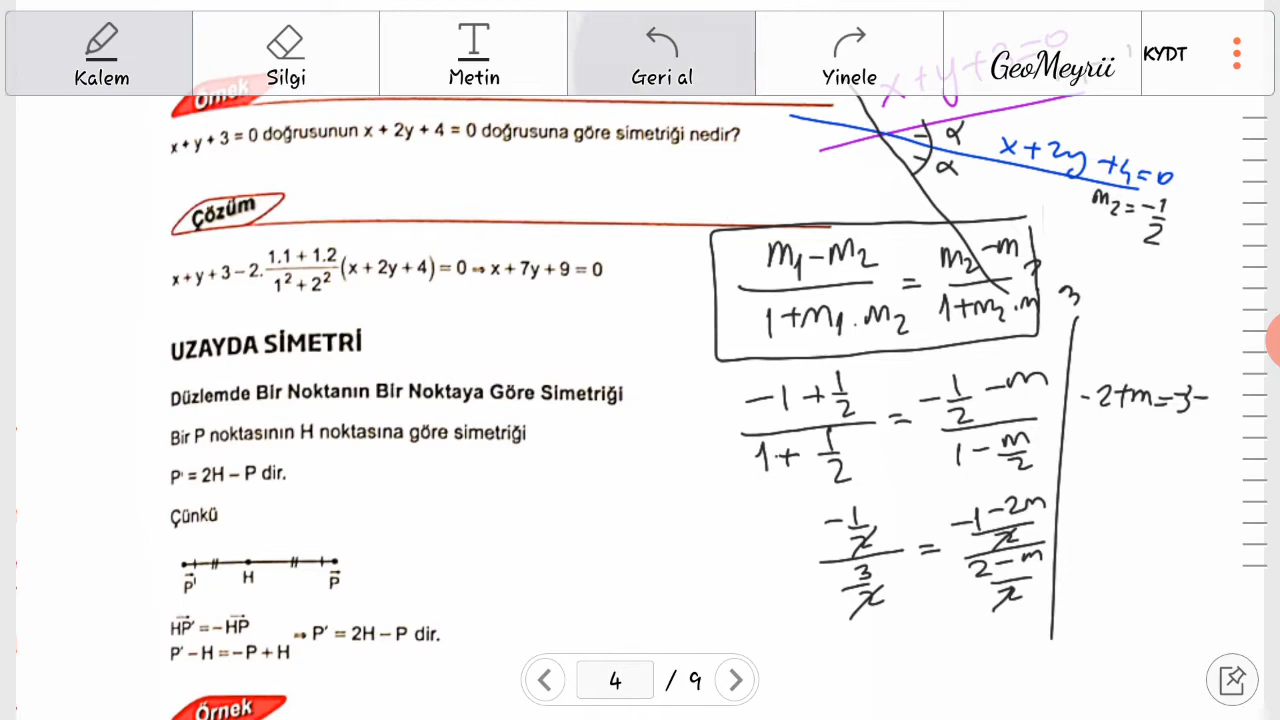 Kalem
Silgi
Metin
Geri al
Yinele
GeoMeyrii
KYDT
Örnek
x + y + 3 = 0 doğrusunun x + 2y + 4 = 0 doğrusuna göre simetriği nedir?
Çözüm
x + y + 3 – 2. (1.1 + 1.2)/(1² + 2²) (x + 2y + 4) = 0 ⇒ x + 7y + 9 = 0
UZAYDA SİMETRİ
Düzlemde Bir Noktanın Bir Noktaya Göre Simetriği
Bir P noktasının H noktasına göre simetriği
P' = 2H – P dir.
Çünkü
P' H P
HP' = –HP
P' – H = –P + H
⇒ P' = 2H – P dir.
Örnek
x+y+3=0
α
α
x+2y+4=0
m₂ = -1/2
(m₁-m₂)/(1+m₁.m₂) = (m₂-m)/(1+m₂.m)
(-1+1/2)/(1+1/2) = (-1/2-m)/(1-m/2)
(-1/2)/(3/2) = ((-1-2m)/2)/((2-m)/2)
-2+m=-3-
4 / 9